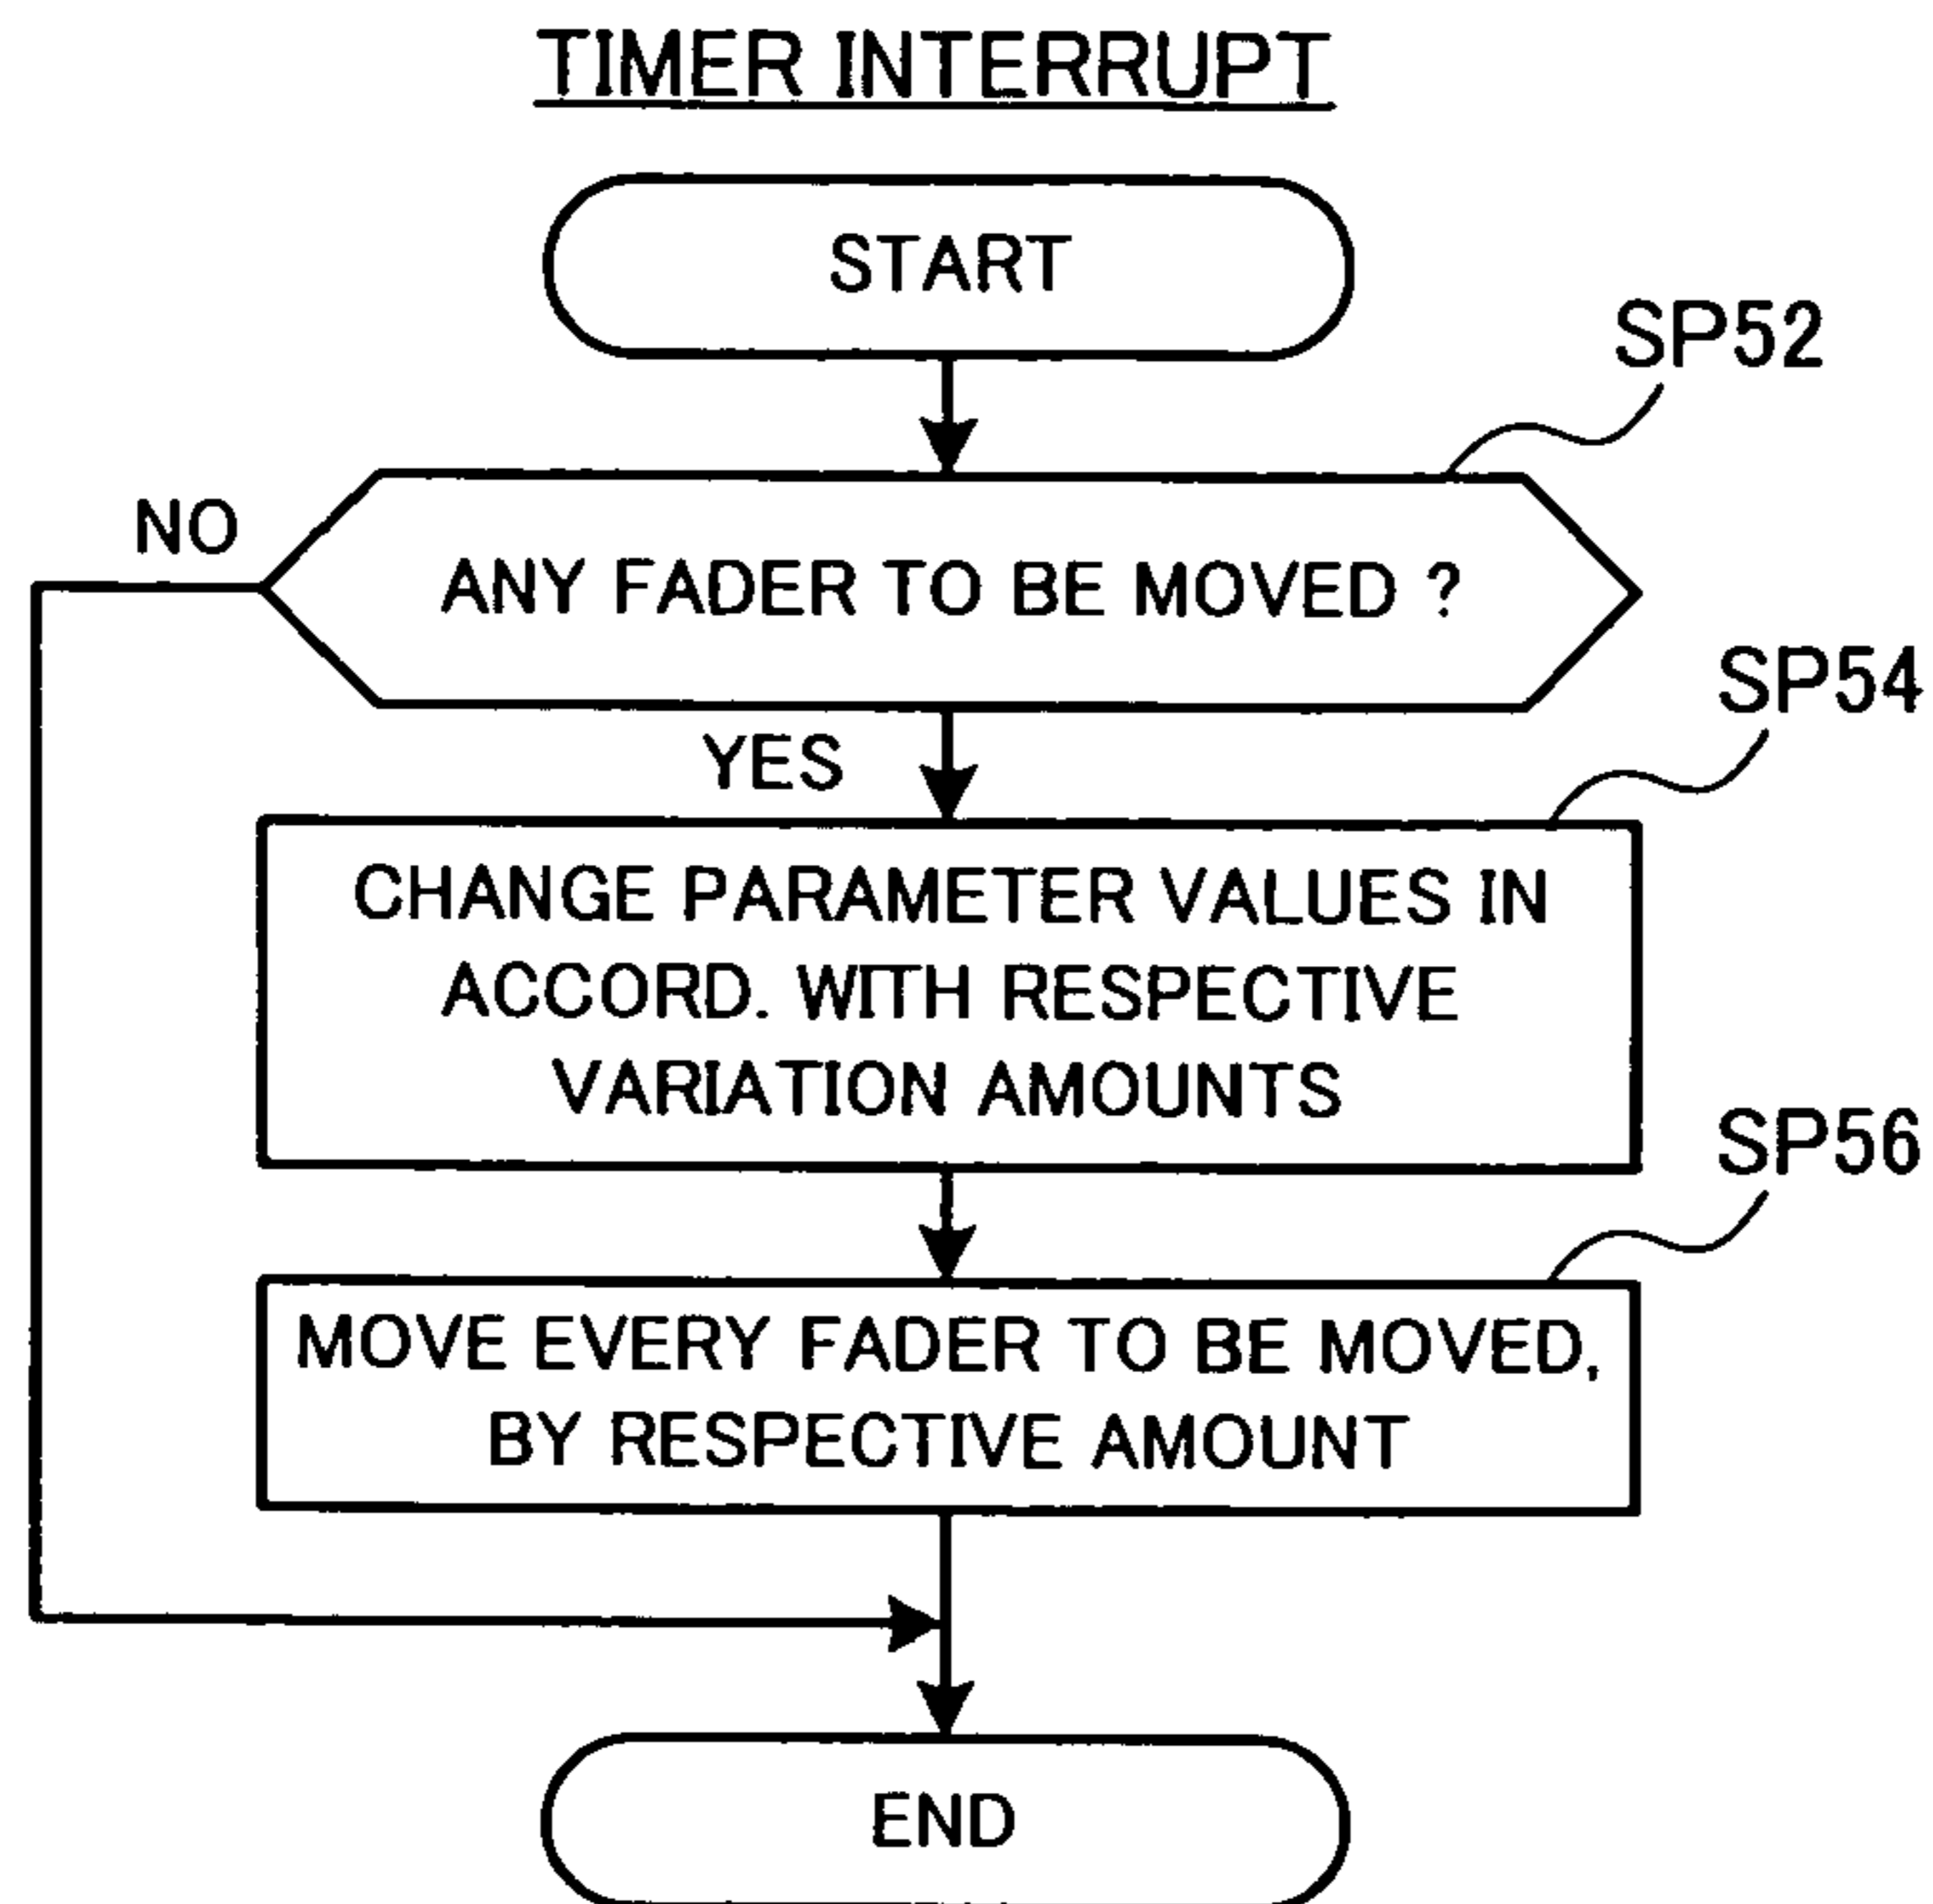 TIMER INTERRUPT
START
SP52
NO
ANY FADER TO BE MOVED ?
SP54
YES
CHANGE PARAMETER VALUES IN
ACCORD. WITH RESPECTIVE
VARIATION AMOUNTS
SP56
MOVE EVERY FADER TO BE MOVED,
BY RESPECTIVE AMOUNT
END